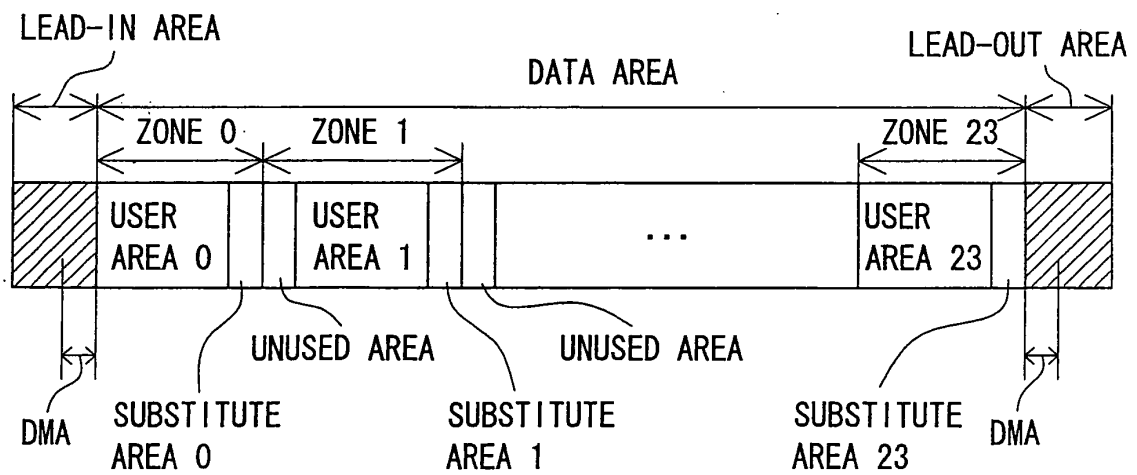 LEAD-IN AREA
LEAD-OUT AREA
DATA AREA
ZONE 0
ZONE 1
ZONE 23
USER
AREA 0
USER
AREA 1
...
USER
AREA 23
UNUSED AREA
UNUSED AREA
DMA
SUBSTITUTE
AREA 0
SUBSTITUTE
AREA 1
SUBSTITUTE
AREA 23
DMA